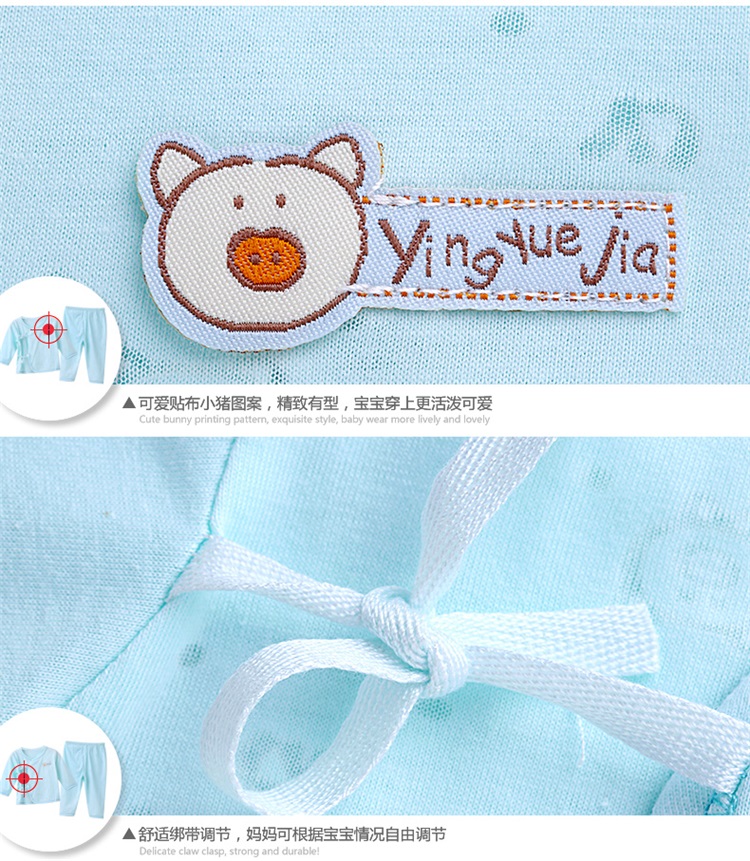 Ying Yue Jia
▲可爱贴布小猪图案，精致有型，宝宝穿上更活泼可爱
Cute bunny printing pattern, exquisite style, baby wear more lively and lovely
▲舒适绑带调节，妈妈可根据宝宝情况自由调节
Delicate claw clasp, strong and durable!